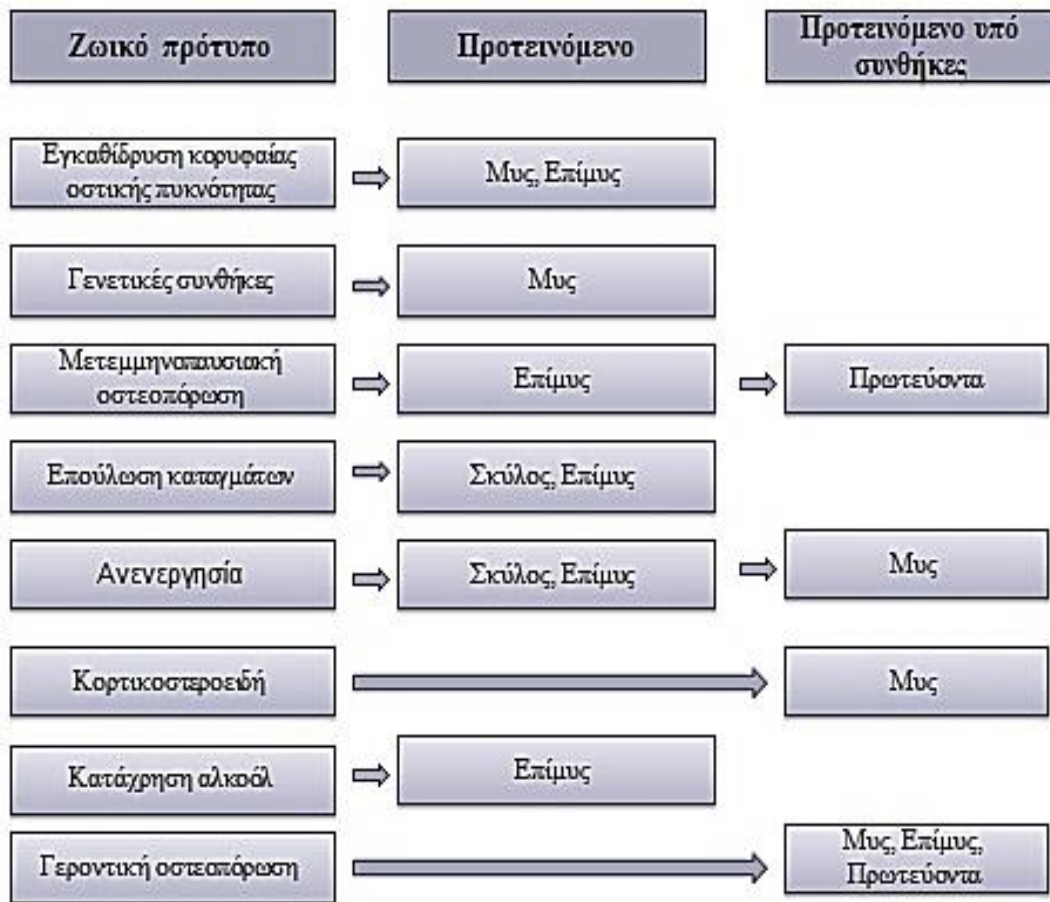 Ζωικό πρότυπο
Προτεινόμενο
Προτεινόμενο υπό
συνθήκες
Εγκαθίδρυση κορυφαίας
οστικής πυκνότητας
Μυς, Επίμυς
Γενετικές συνθήκες
Μυς
Μετεμμηνοπαυσιακή
οστεοπόρωση
Επίμυς
Πρωτεύοντα
Επούλωση καταγμάτων
Σκύλος, Επίμυς
Ανενεργησία
Σκύλος, Επίμυς
Μυς
Κορτικοστεροειδή
Μυς
Κατάχρηση αλκοόλ
Επίμυς
Γεροντική οστεοπόρωση
Μυς, Επίμυς,
Πρωτεύοντα